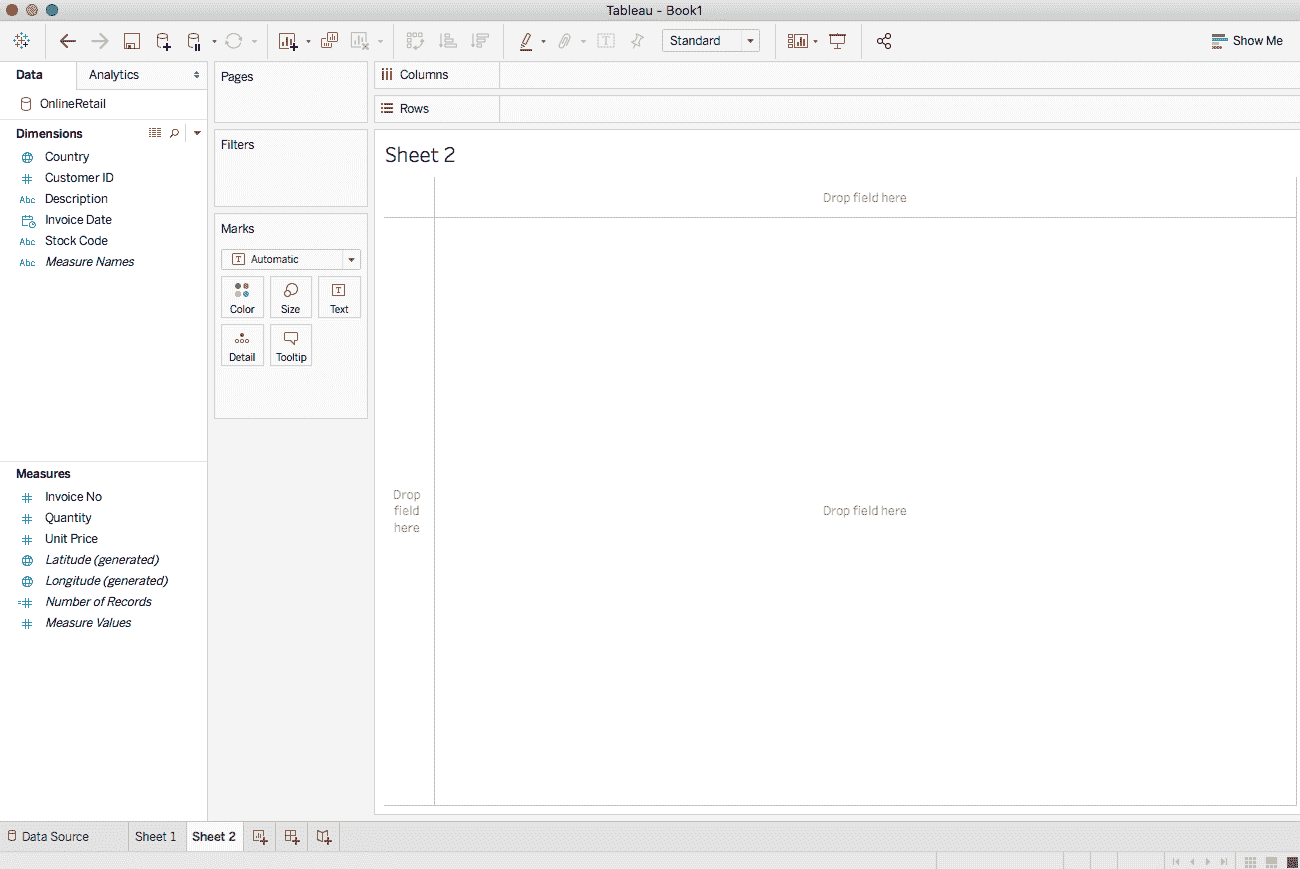 Tableau - Book1
Standard
Show Me
Data
Analytics
OnlineRetail
Dimensions
Country
Customer ID
Abc Description
Invoice Date
Abc Stock Code
Abc Measure Names
Measures
Invoice No
Quantity
Unit Price
Latitude (generated)
Longitude (generated)
Number of Records
Measure Values
Pages
Filters
Marks
T Automatic
Color
Size
T Text
Detail
Tooltip
Columns
Rows
Sheet 2
Drop field here
Drop
field
here
Drop field here
Data Source
Sheet 1
Sheet 2